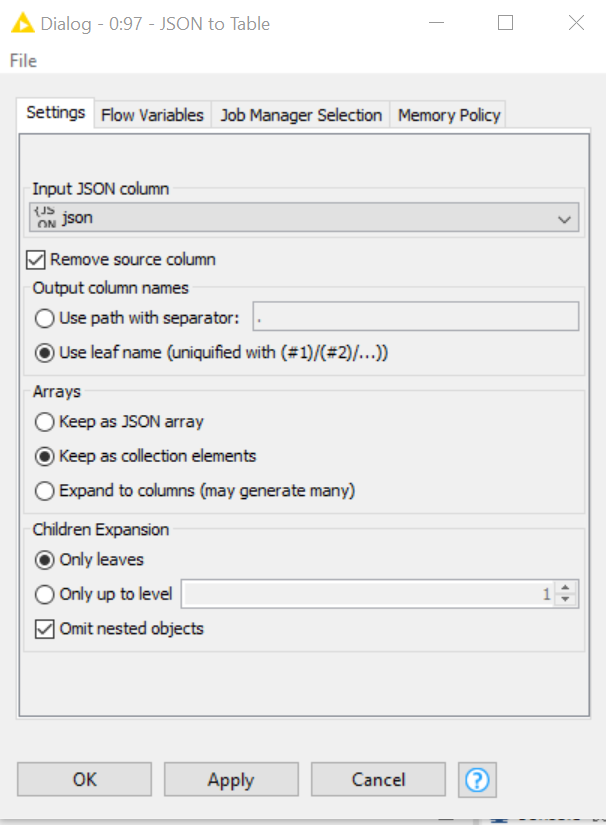 Dialog - 0:97 - JSON to Table
File
Settings Flow Variables Job Manager Selection Memory Policy
Input JSON column
{JS
ON json
Remove source column
Output column names
Use path with separator: .
Use leaf name (uniquified with (#1)/(#2)/...))
Arrays
Keep as JSON array
Keep as collection elements
Expand to columns (may generate many)
Children Expansion
Only leaves
Only up to level 1
Omit nested objects
OK Apply Cancel ?